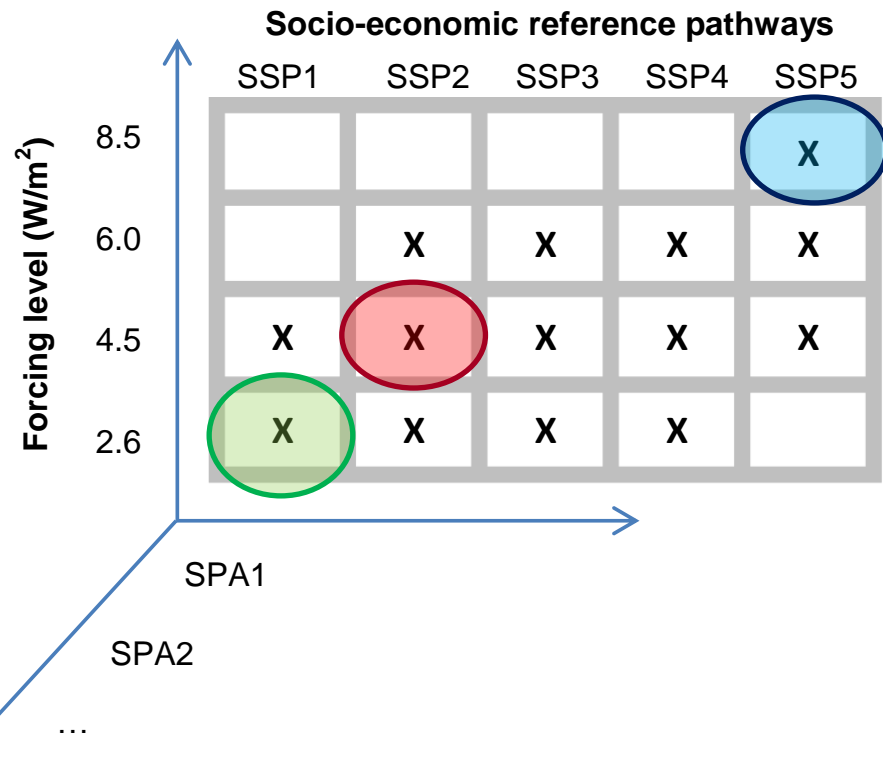 Socio-economic reference pathways
SSP1 SSP2 SSP3 SSP4 SSP5
Forcing level (W/m²)
8.5 X
6.0 X X X X
4.5 X X X X X
2.6 X X X X
SPA1
SPA2
…